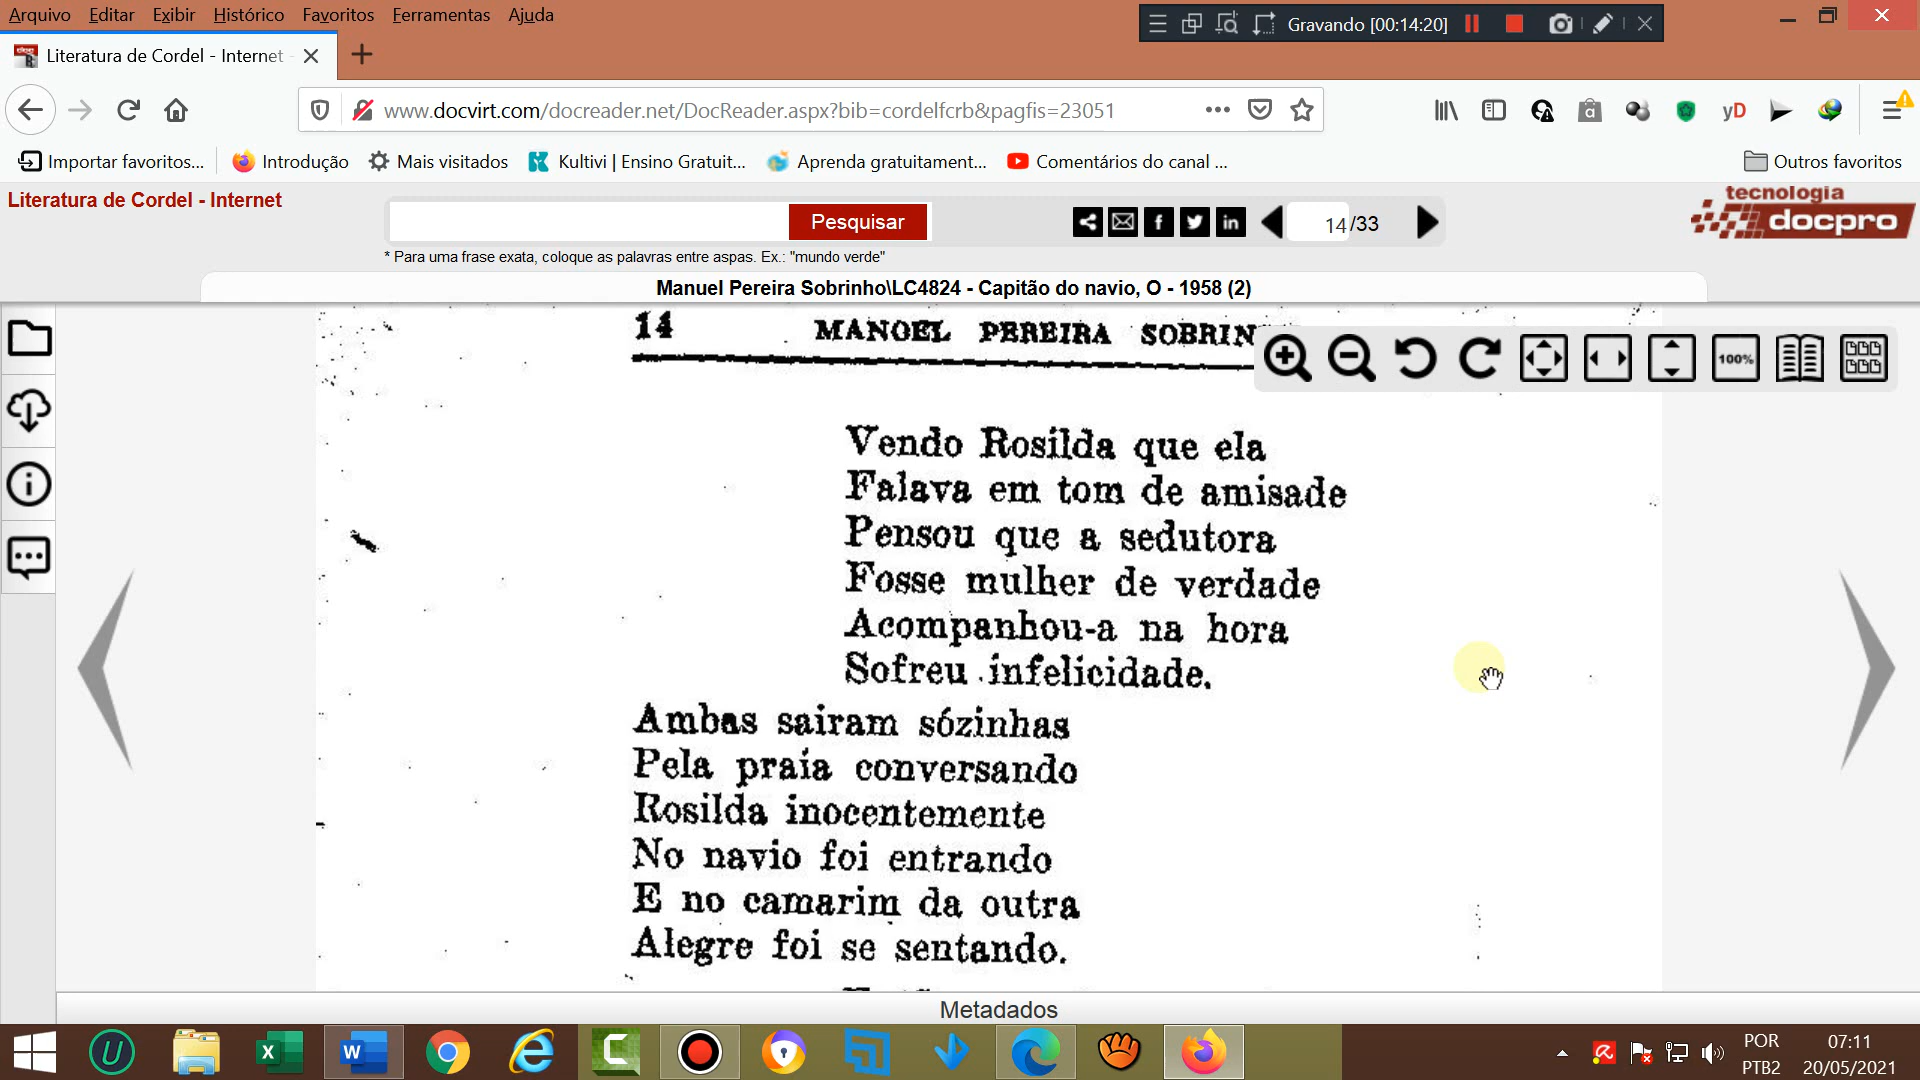 Arquivo Editar Exibir Histórico Favoritos Ferramentas Ajuda
Gravando [00:14:20]
Literatura de Cordel - Internet -
www.docvirt.com/docreader.net/DocReader.aspx?bib=cordelfcrb&pagfis=23051
yD
Importar favoritos... Introdução Mais visitados Kultivi | Ensino Gratuit... Aprenda gratuitament... Comentários do canal ... Outros favoritos
Literatura de Cordel - Internet
Pesquisar
14 /33
tecnologia
docpro
* Para uma frase exata, coloque as palavras entre aspas. Ex.: "mundo verde"
Manuel Pereira Sobrinho\LC4824 - Capitão do navio, O - 1958 (2)
14 MANOEL PEREIRA SOBRIN
100%
Vendo Rosilda que ela
Falava em tom de amisade
Pensou que a sedutora
Fosse mulher de verdade
Acompanhou-a na hora
Sofreu infelicidade.
Ambas sairam sózinhas
Pela praia conversando
Rosilda inocentemente
No navio foi entrando
E no camarim da outra
Alegre foi se sentando.
Metadados
POR
PTB2
07:11
20/05/2021